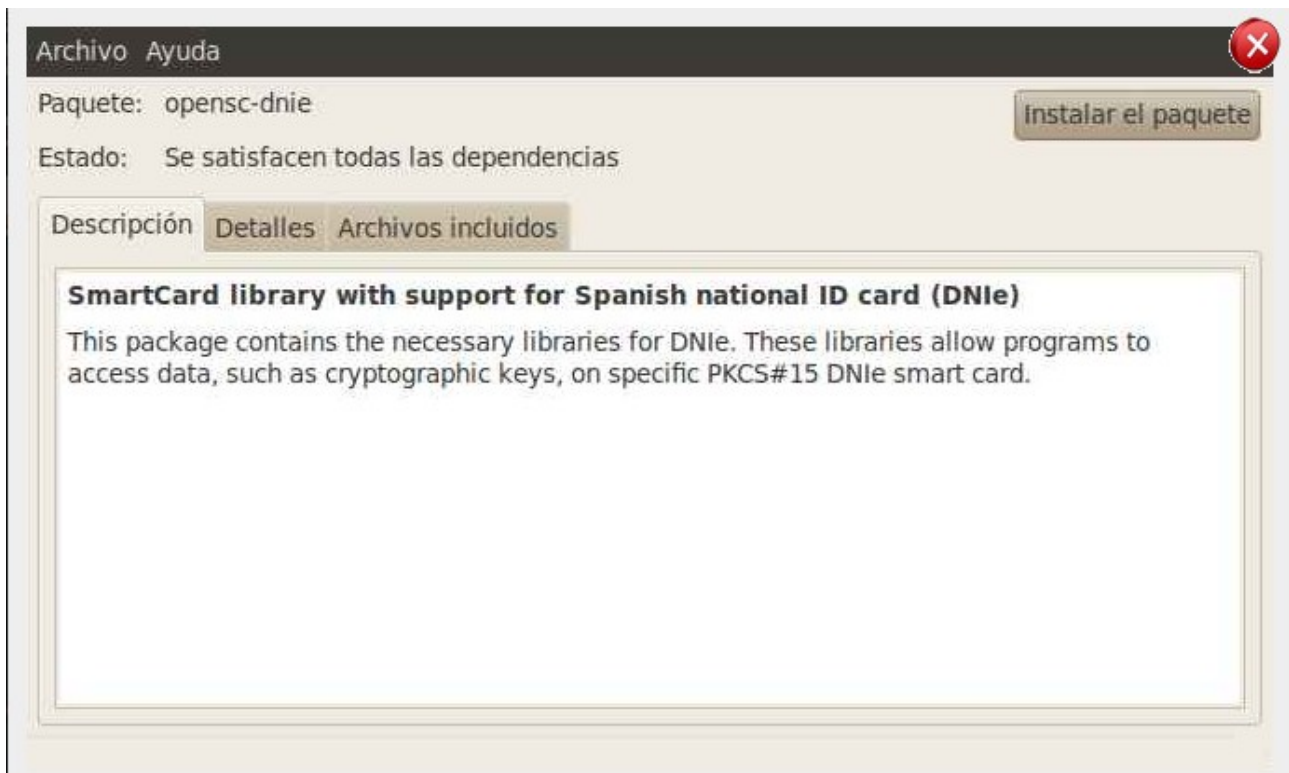 Archivo Ayuda
Paquete: opensc-dnie
Instalar el paquete
Estado: Se satisfacen todas las dependencias
Descripción Detalles Archivos incluidos
SmartCard library with support for Spanish national ID card (DNIe)
This package contains the necessary libraries for DNIe. These libraries allow programs to
access data, such as cryptographic keys, on specific PKCS#15 DNIe smart card.